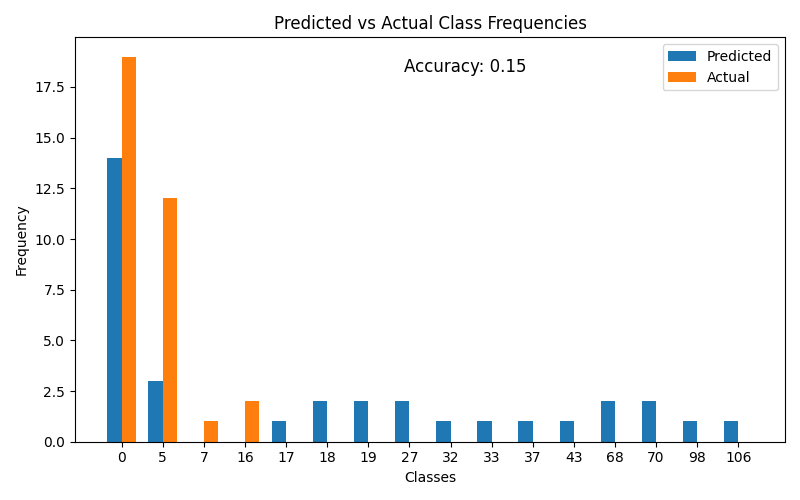 Predicted vs Actual Class Frequencies
Accuracy: 0.15
Predicted
Actual
Frequency
17.5
15.0
12.5
10.0
7.5
5.0
2.5
0.0
0 5 7 16 17 18 19 27 32 33 37 43 68 70 98 106
Classes